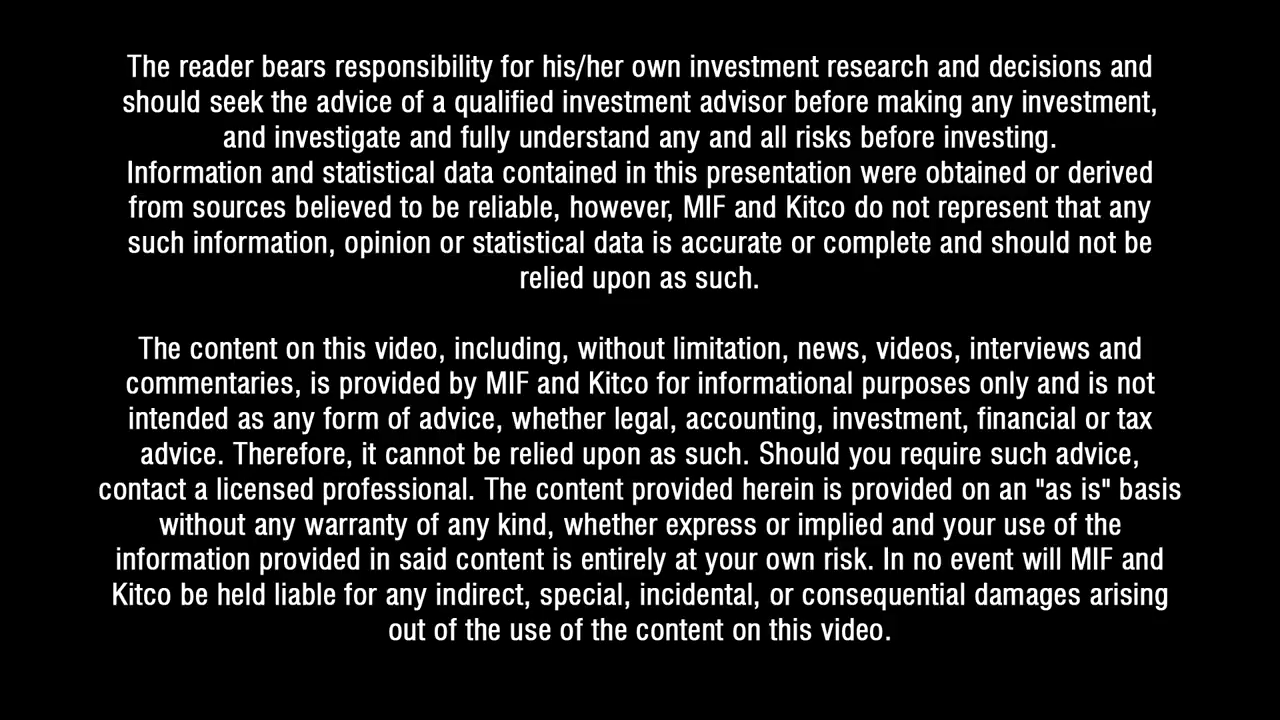 The reader bears responsibility for his/her own investment research and decisions and
should seek the advice of a qualified investment advisor before making any investment,
and investigate and fully understand any and all risks before investing.
Information and statistical data contained in this presentation were obtained or derived
from sources believed to be reliable, however, MIF and Kitco do not represent that any
such information, opinion or statistical data is accurate or complete and should not be
relied upon as such.
The content on this video, including, without limitation, news, videos, interviews and
commentaries, is provided by MIF and Kitco for informational purposes only and is not
intended as any form of advice, whether legal, accounting, investment, financial or tax
advice. Therefore, it cannot be relied upon as such. Should you require such advice,
contact a licensed professional. The content provided herein is provided on an "as is" basis
without any warranty of any kind, whether express or implied and your use of the
information provided in said content is entirely at your own risk. In no event will MIF and
Kitco be held liable for any indirect, special, incidental, or consequential damages arising
out of the use of the content on this video.